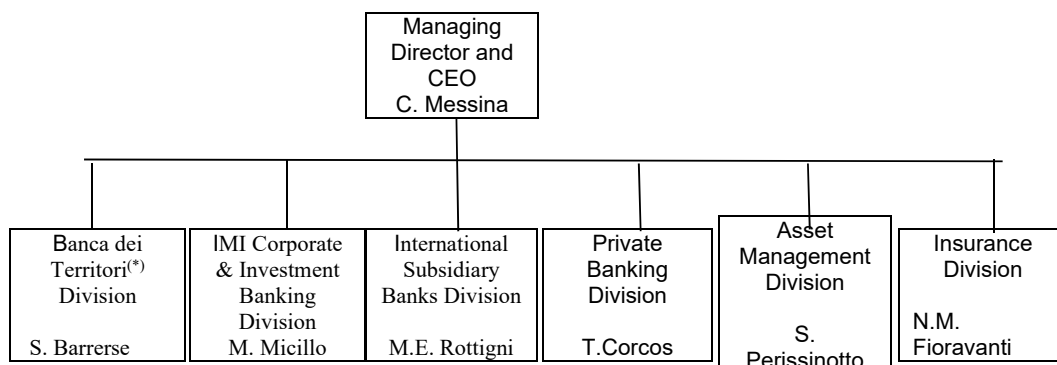 Managing
Director and
CEO
C. Messina
Banca dei
Territori(*)
Division
S. Barrerse
IMI Corporate
& Investment
Banking
Division
M. Micillo
International
Subsidiary
Banks Division
M.E. Rottigni
Private
Banking
Division
T.Corcos
Asset
Management
Division
S.
Perissinotto
Insurance
Division
N.M.
Fioravanti